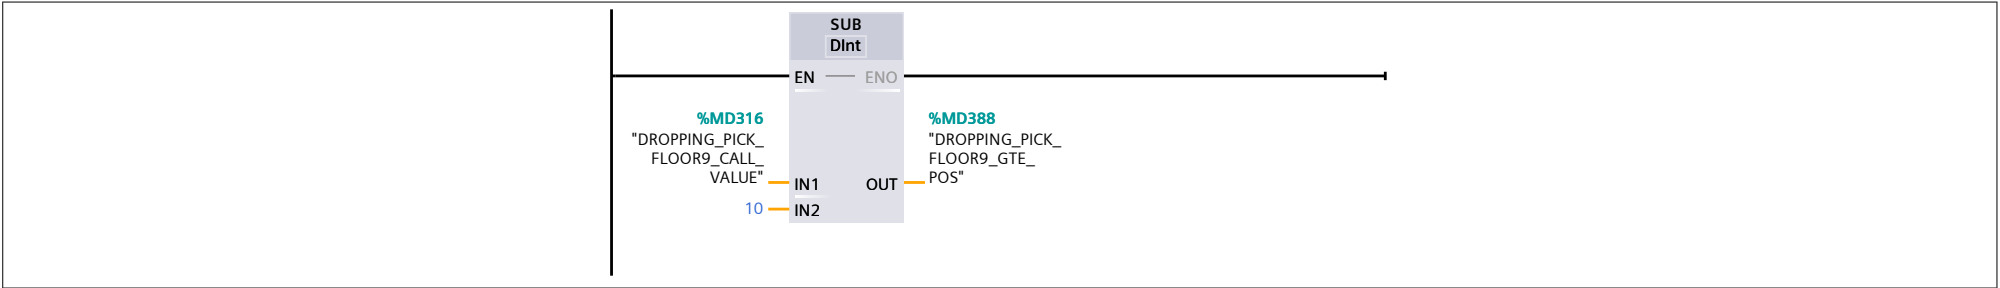 SUB
DInt
EN
ENO
%MD316
"DROPPING_PICK_
FLOOR9_CALL_
VALUE"
IN1
%MD388
"DROPPING_PICK_
FLOOR9_GTE_
POS"
OUT
10
IN2